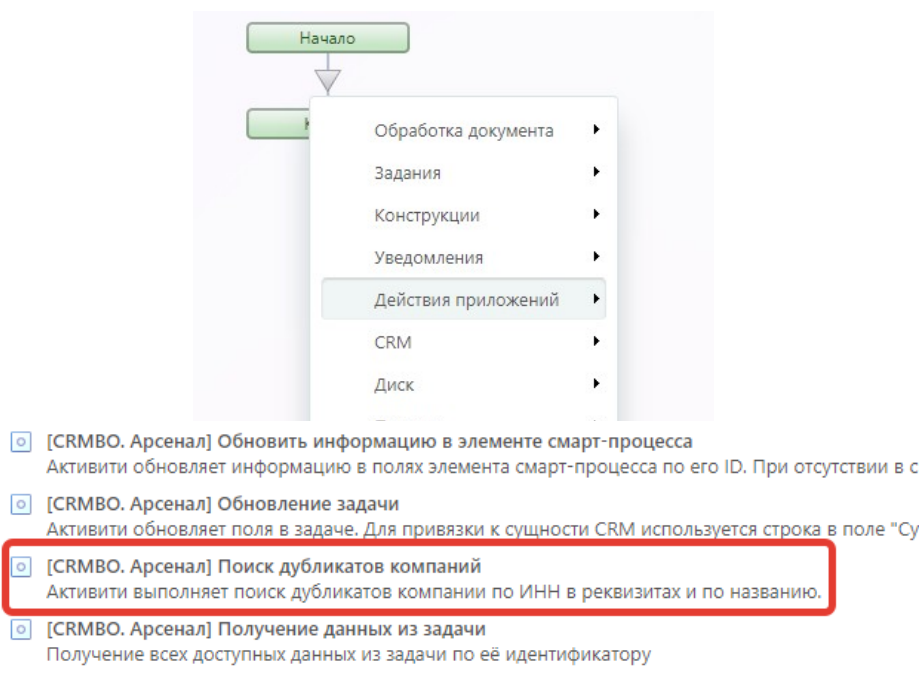 Начало
Обработка документа
Задания
Конструкции
Уведомления
Действия приложений
CRM
Диск
[CRMBO. Арсенал] Обновить информацию в элементе смарт-процесса
Активити обновляет информацию в полях элемента смарт-процесса по его ID. При отсутствии в с
[CRMBO. Арсенал] Обновление задачи
Активити обновляет поля в задаче. Для привязки к сущности CRM используется строка в поле "Су
[CRMBO. Арсенал] Поиск дубликатов компаний
Активити выполняет поиск дубликатов компании по ИНН в реквизитах и по названию.
[CRMBO. Арсенал] Получение данных из задачи
Получение всех доступных данных из задачи по её идентификатору